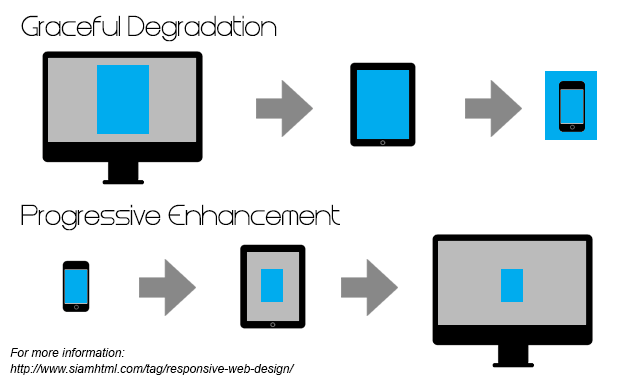 Graceful Degradation
Progressive Enhancement
For more information:
http://www.siamhtml.com/tag/responsive-web-design/